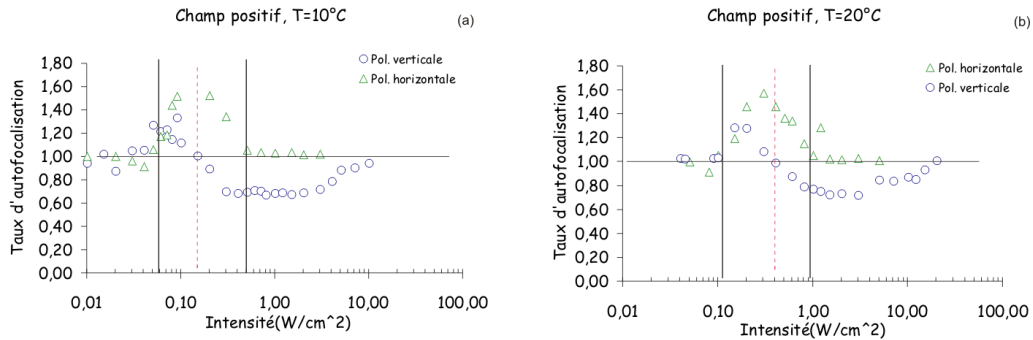 Champ positif, T=10°C
(a)
Pol. verticale
Pol. horizontale
Taux d'autofocalisation
1,80
1,60
1,40
1,20
1,00
0,80
0,60
0,40
0,20
0,00
0,01
0,10
1,00
10,00
100,00
Intensité(W/cm^2)
Champ positif, T=20°C
(b)
Pol. horizontale
Pol. verticale
Taux d'autofocalisation
1,80
1,60
1,40
1,20
1,00
0,80
0,60
0,40
0,20
0,00
0,01
0,10
1,00
10,00
100,00
Intensité(W/cm^2)